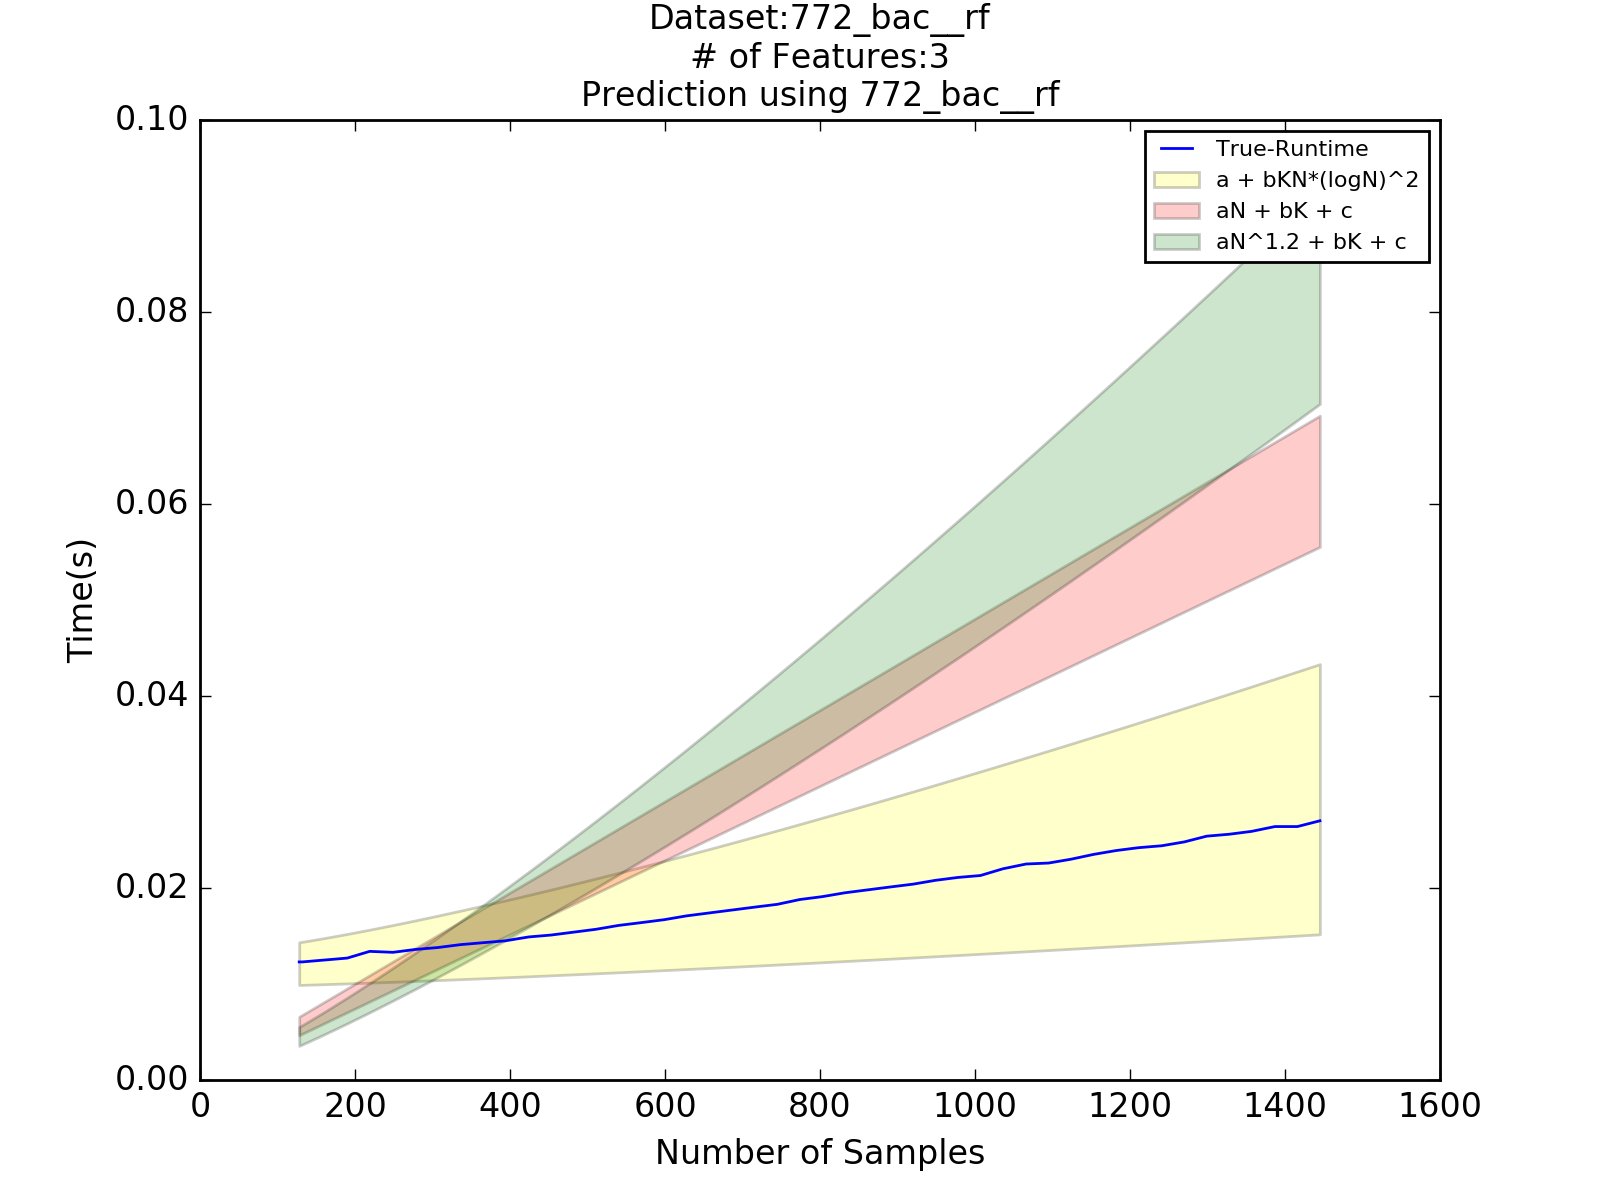 Dataset:772_bac__rf
# of Features:3
Prediction using 772_bac__rf
0.10
0.08
0.06
0.04
0.02
0.00
Time(s)
True-Runtime
a + bKN*(logN)^2
aN + bK + c
aN^1.2 + bK + c
0 200 400 600 800 1000 1200 1400 1600
Number of Samples